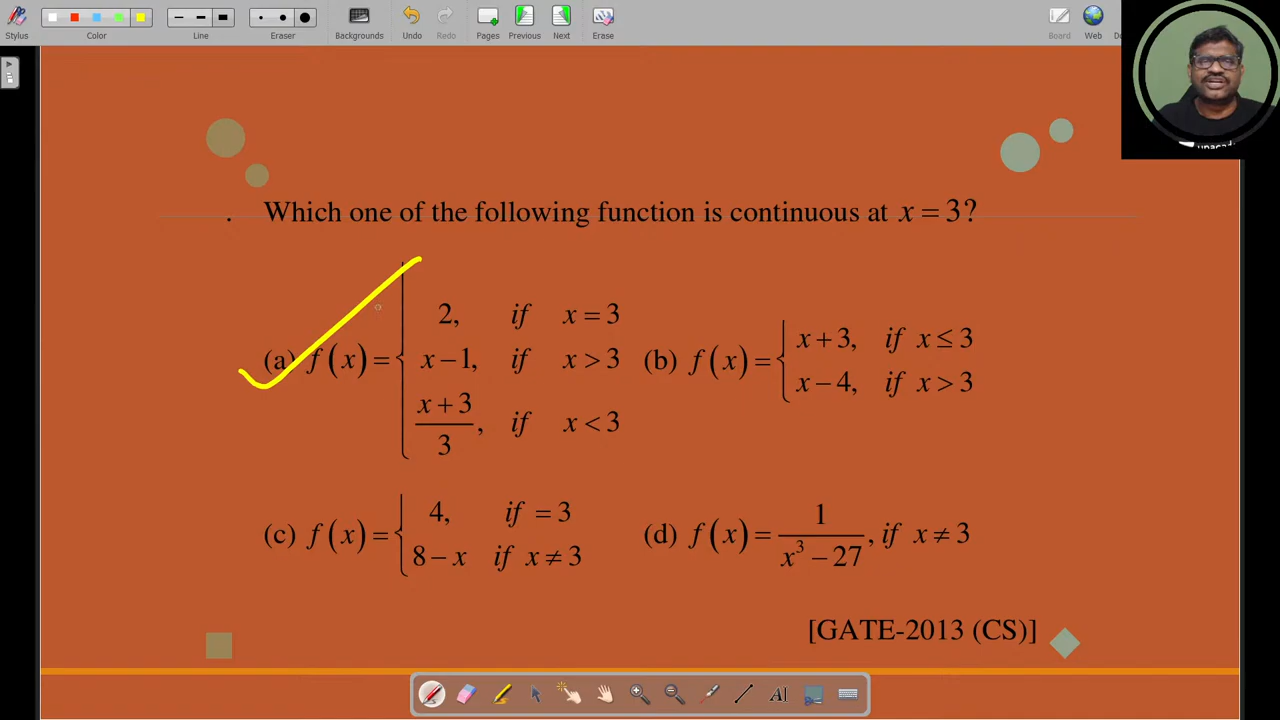 Stylus Color Line Eraser Backgrounds Undo Redo Pages Previous Next Erase Board Web
. Which one of the following function is continuous at x = 3?
(a) f(x) = { 2, if x = 3
x − 1, if x > 3
(x + 3)/3, if x < 3
(b) f(x) = { x + 3, if x ≤ 3
x − 4, if x > 3
(c) f(x) = { 4, if = 3
8 − x if x ≠ 3
(d) f(x) = 1/(x³ − 27), if x ≠ 3
[GATE-2013 (CS)]